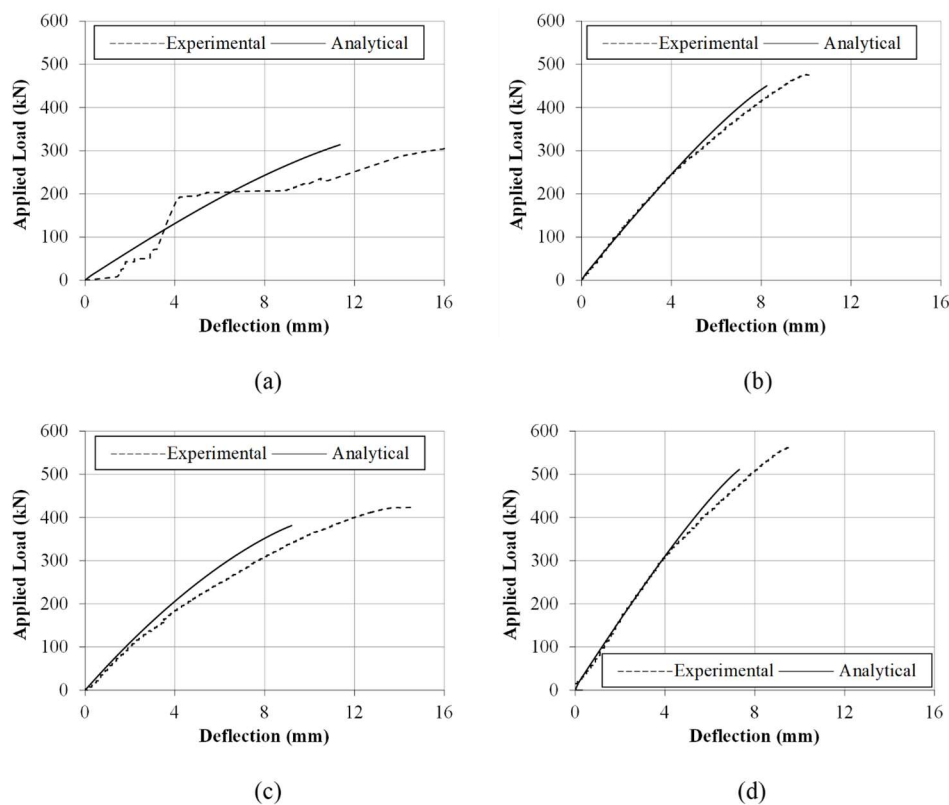 600
500
400
300
200
100
0
Applied Load (kN)
Experimental Analytical
0 4 8 12 16
Deflection (mm)
(a)
600
500
400
300
200
100
0
Applied Load (kN)
Experimental Analytical
0 4 8 12 16
Deflection (mm)
(b)
600
500
400
300
200
100
0
Applied Load (kN)
Experimental Analytical
0 4 8 12 16
Deflection (mm)
(c)
600
500
400
300
200
100
0
Applied Load (kN)
Experimental Analytical
0 4 8 12 16
Deflection (mm)
(d)